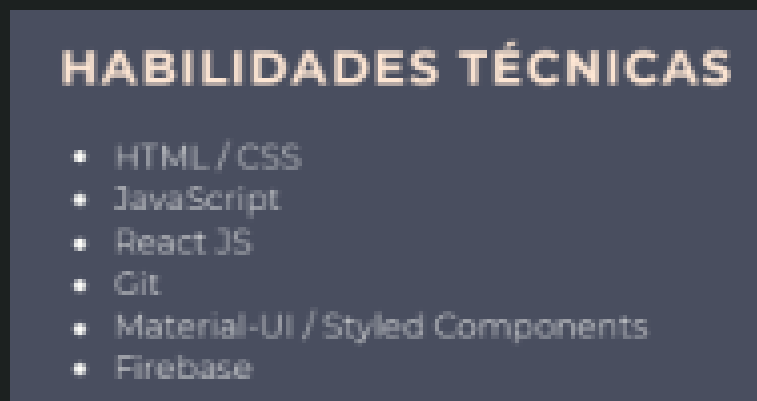 HABILIDADES TÉCNICAS
• HTML / CSS
• JavaScript
• React JS
• Git
• Material-UI / Styled Components
• Firebase